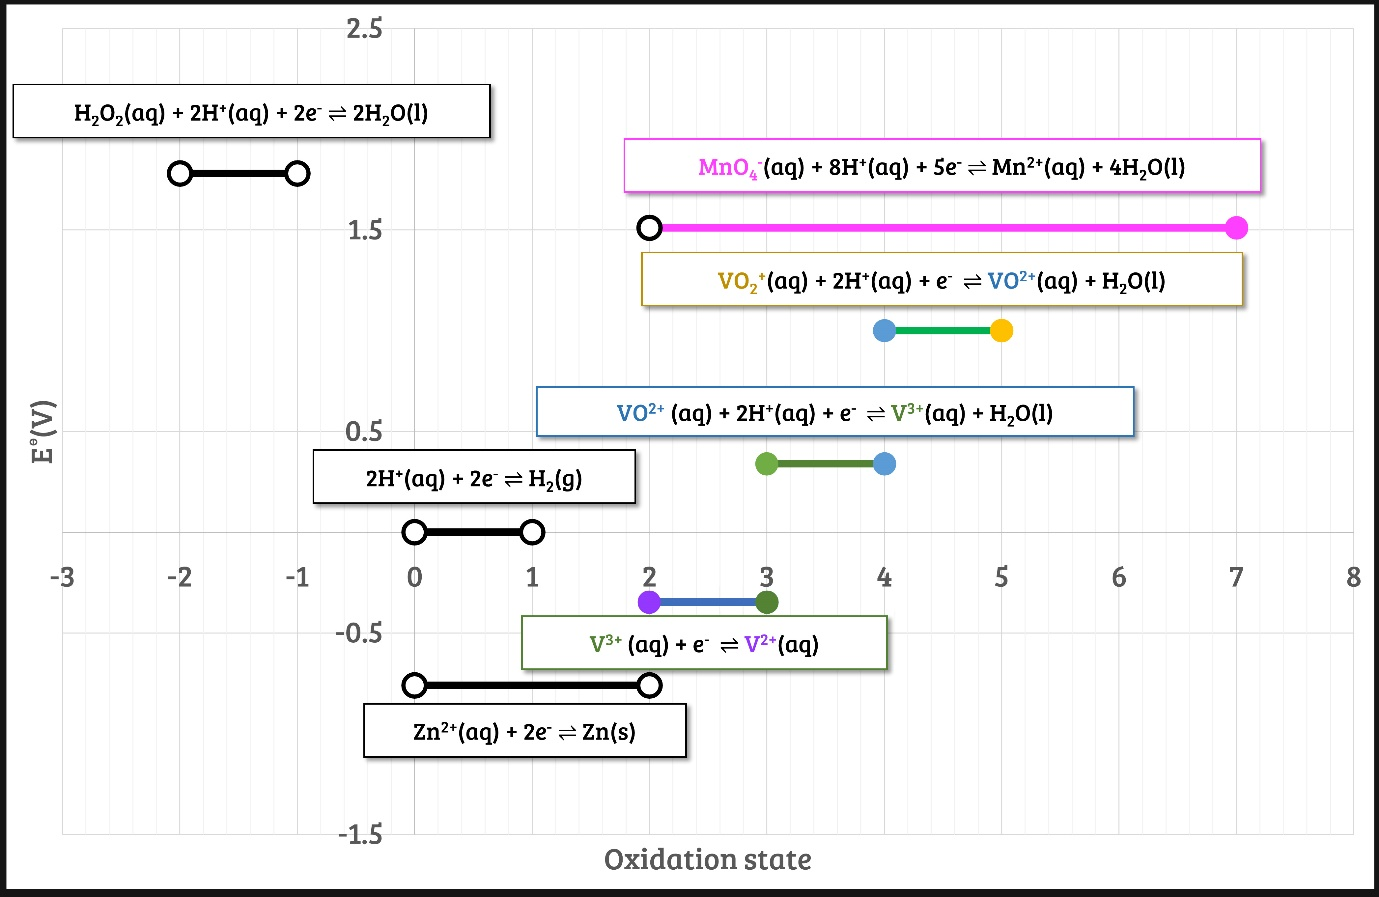 2.5
H₂O₂(aq) + 2H⁺(aq) + 2e⁻ ⇌ 2H₂O(l)
MnO₄⁻(aq) + 8H⁺(aq) + 5e⁻ ⇌ Mn²⁺(aq) + 4H₂O(l)
1.5
VO₂⁺(aq) + 2H⁺(aq) + e⁻ ⇌ VO²⁺(aq) + H₂O(l)
VO²⁺ (aq) + 2H⁺(aq) + e⁻ ⇌ V³⁺(aq) + H₂O(l)
E°(V)
0.5
2H⁺(aq) + 2e⁻ ⇌ H₂(g)
-3 -2 -1 0 1 2 3 4 5 6 7 8
-0.5
V³⁺ (aq) + e⁻ ⇌ V²⁺(aq)
Zn²⁺(aq) + 2e⁻ ⇌ Zn(s)
-1.5
Oxidation state